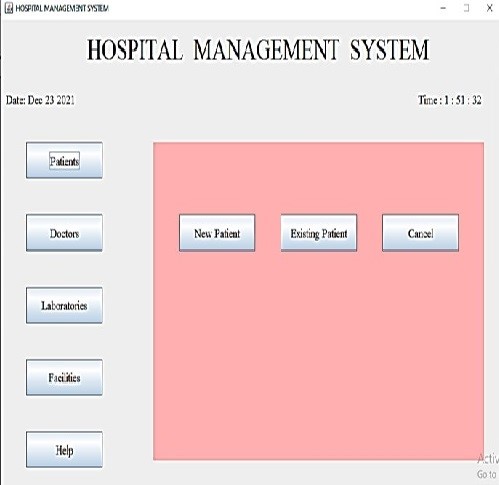 HOSPITAL MANAGEMENT SYSTEM
HOSPITAL MANAGEMENT SYSTEM
Date: Dec 23 2021 Time : 1 : 51 : 32
Patients
Doctors
New Patient Existing Patient Cancel
Laboratories
Facilities
Help
Activ
Go to